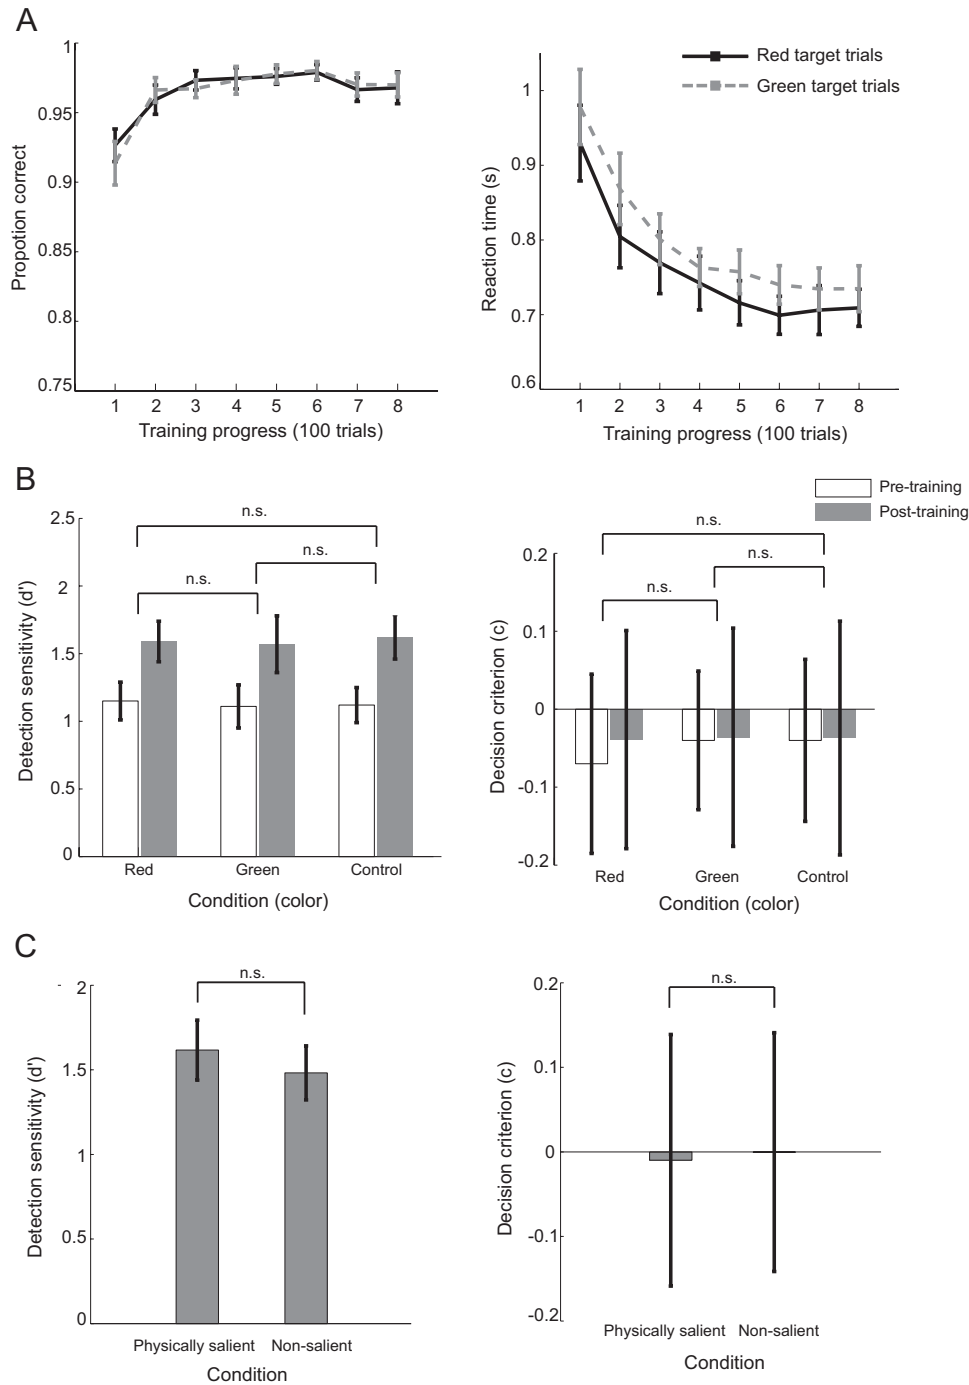 A
1
0.95
0.9
0.85
0.8
0.75
Propotion correct
1 2 3 4 5 6 7 8
Training progress (100 trials)
Red target trials
Green target trials
1
0.9
0.8
0.7
0.6
Reaction time (s)
1 2 3 4 5 6 7 8
Training progress (100 trials)
B
2.5
2
1.5
1
0.5
0
Detection sensitivity (d')
n.s.
n.s.
n.s.
Red Green Control
Condition (color)
Pre-training
Post-training
0.2
0.1
0
-0.1
-0.2
Decision criterion (c)
n.s.
n.s.
n.s.
Red Green Control
Condition (color)
C
2
1.5
1
0.5
0
Detection sensitivity (d')
n.s.
Physically salient Non-salient
Condition
0.2
0.1
0
-0.1
-0.2
Decision criterion (c)
n.s.
Physically salient Non-salient
Condition